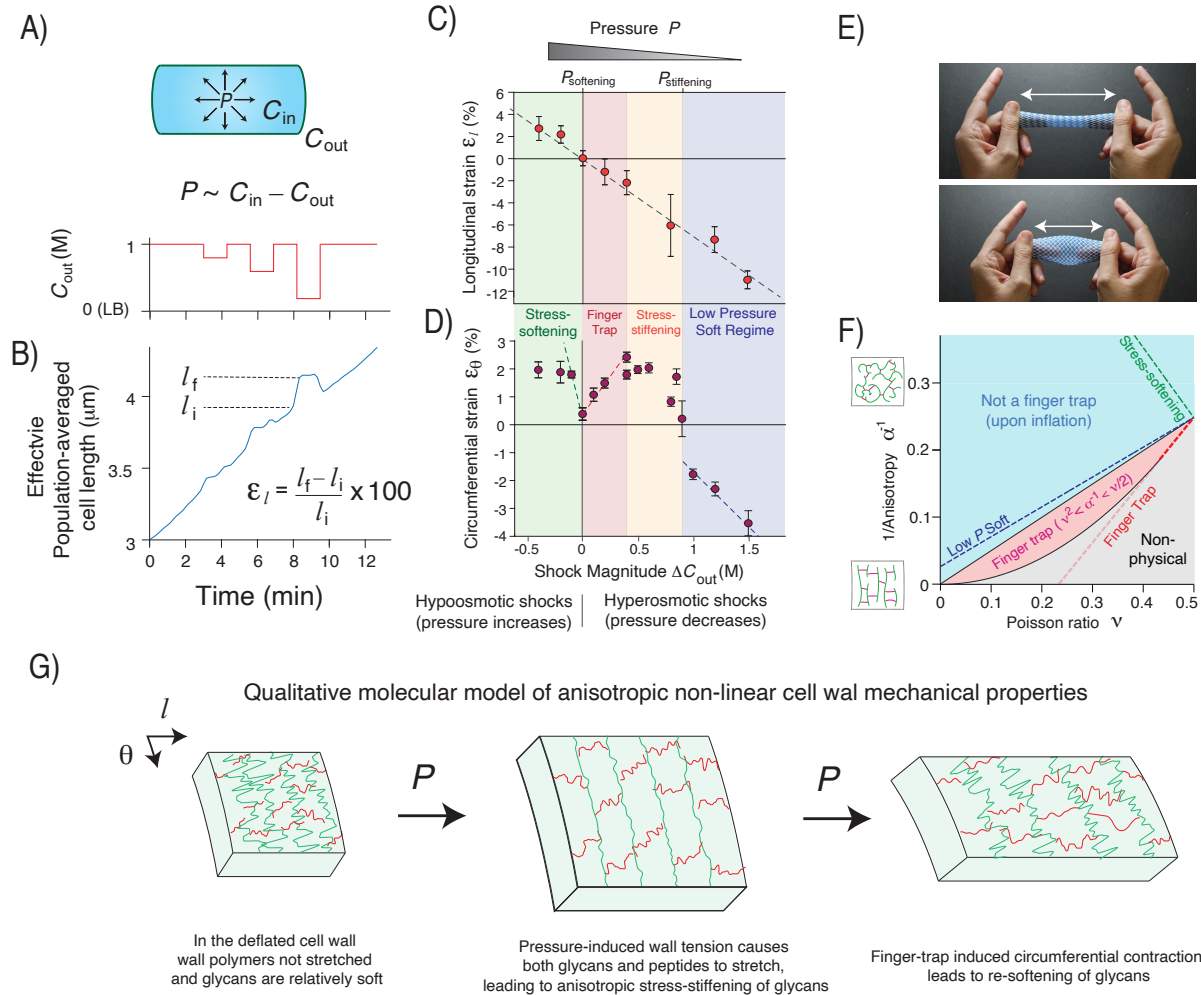 A)
P
C_in
C_out
P ~ C_in – C_out
C_out (M)
1
0 (LB)
B)
Effectvie
Population-averaged
cell length (μm)
4
3.5
3
l_f
l_i
ε_l = (l_f – l_i)/l_i x 100
0 2 4 6 8 10 12
Time (min)
C)
Pressure P
P_softening
P_stiffening
Longitudinal strain ε_l (%)
6
4
2
0
-2
-4
-6
-8
-10
-12
D)
Stress-
softening
Finger
Trap
Stress-
stiffening
Low Pressure
Soft Regime
Circumferential strain ε_θ (%)
3
2
1
0
-1
-2
-3
-4
-0.5 0 0.5 1 1.5
Shock Magnitude ΔC_out (M)
Hypoosmotic shocks
(pressure increases)
Hyperosmotic shocks
(pressure decreases)
E)
F)
1/Anisotropy α^-1
0.3
0.2
0.1
0
Not a finger trap
(upon inflation)
Stress-softening
Low P Soft
Finger trap (ν² < α^-1 < ν/2)
Finger Trap
Non-
physical
0 0.1 0.2 0.3 0.4 0.5
Poisson ratio ν
G)
Qualitative molecular model of anisotropic non-linear cell wal mechanical properties
l
θ
P
P
In the deflated cell wall
wall polymers not stretched
and glycans are relatively soft
Pressure-induced wall tension causes
both glycans and peptides to stretch,
leading to anisotropic stress-stiffening of glycans
Finger-trap induced circumferential contraction
leads to re-softening of glycans